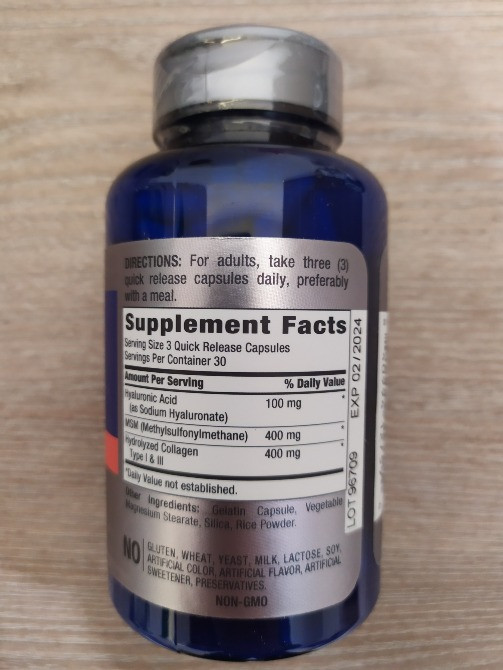 DIRECTIONS: For adults, take three (3)
quick release capsules daily, preferably
with a meal.
Supplement Facts
Serving Size 3 Quick Release Capsules
Servings Per Container 30
Amount Per Serving % Daily Value
Hyaluronic Acid 100 mg *
(as Sodium Hyaluronate)
MSM (Methylsulfonylmethane) 400 mg *
Hydrolyzed Collagen 400 mg *
Type I & III
*Daily Value not established.
Other Ingredients: Gelatin Capsule, Vegetable
Magnesium Stearate, Silica, Rice Powder.
NO GLUTEN, WHEAT, YEAST, MILK, LACTOSE, SOY,
ARTIFICIAL COLOR, ARTIFICIAL FLAVOR, ARTIFICIAL
SWEETENER, PRESERVATIVES.
NON-GMO
LOT 96709 EXP 02/2024